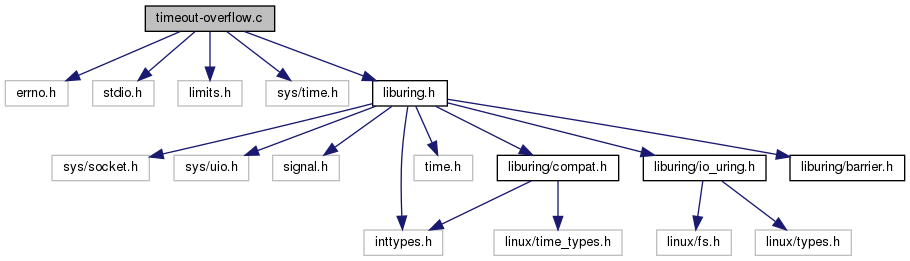 timeout-overflow.c
errno.h
stdio.h
limits.h
sys/time.h
liburing.h
sys/socket.h
sys/uio.h
signal.h
time.h
liburing/compat.h
liburing/io_uring.h
liburing/barrier.h
inttypes.h
linux/time_types.h
linux/fs.h
linux/types.h